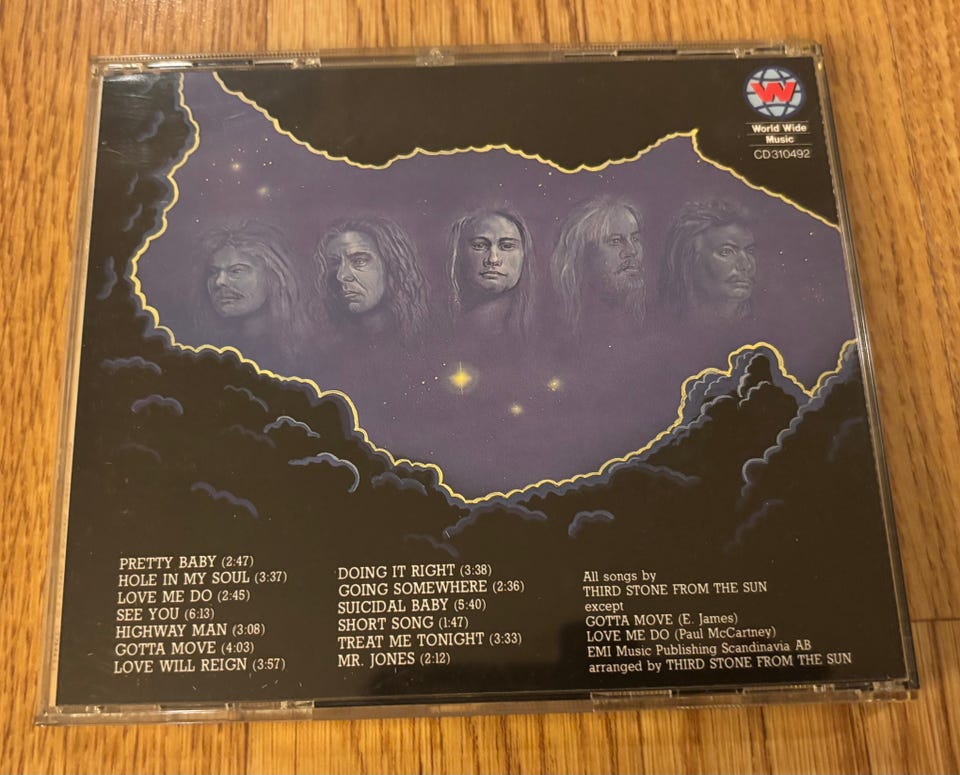 W
World Wide
Music
CD310492
PRETTY BABY (2:47)
HOLE IN MY SOUL (3:37)
LOVE ME DO (2:45)
SEE YOU (6:13)
HIGHWAY MAN (3:08)
GOTTA MOVE (4:03)
LOVE WILL REIGN (3:57)
DOING IT RIGHT (3:38)
GOING SOMEWHERE (2:36)
SUICIDAL BABY (5:40)
SHORT SONG (1:47)
TREAT ME TONIGHT (3:33)
MR. JONES (2:12)
All songs by
THIRD STONE FROM THE SUN
except
GOTTA MOVE (E. James)
LOVE ME DO (Paul McCartney)
EMI Music Publishing Scandinavia AB
arranged by THIRD STONE FROM THE SUN